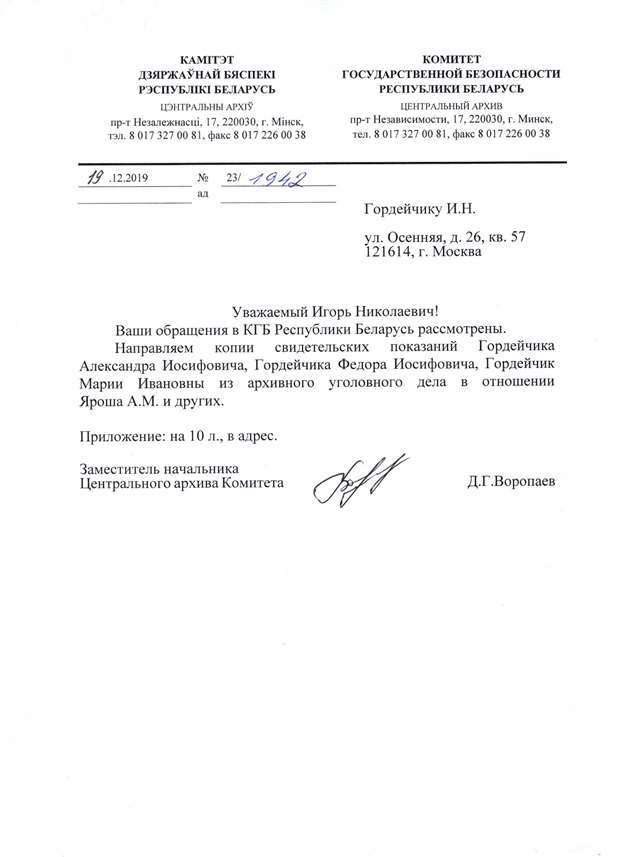 КАМІТЭТ
ДЗЯРЖАЎНАЙ БЯСПЕКІ
РЭСПУБЛІКІ БЕЛАРУСЬ
ЦЭНТРАЛЬНЫ АРХІЎ
пр-т Незалежнасці, 17, 220030, г. Мінск,
тэл. 8 017 327 00 81, факс 8 017 226 00 38
КОМИТЕТ
ГОСУДАРСТВЕННОЙ БЕЗОПАСНОСТИ
РЕСПУБЛИКИ БЕЛАРУСЬ
ЦЕНТРАЛЬНЫЙ АРХИВ
пр-т Независимости, 17, 220030, г. Минск,
тел. 8 017 327 00 81, факс 8 017 226 00 38
19 .12.2019 № 23/ 1942
ад
Гордейчику И.Н.
ул. Осенняя, д. 26, кв. 57
121614, г. Москва
Уважаемый Игорь Николаевич!
Ваши обращения в КГБ Республики Беларусь рассмотрены.
Направляем копии свидетельских показаний Гордейчика
Александра Иосифовича, Гордейчика Федора Иосифовича, Гордейчик
Марии Ивановны из архивного уголовного дела в отношении
Яроша А.М. и других.
Приложение: на 10 л., в адрес.
Заместитель начальника
Центрального архива Комитета Д.Г.Воропаев